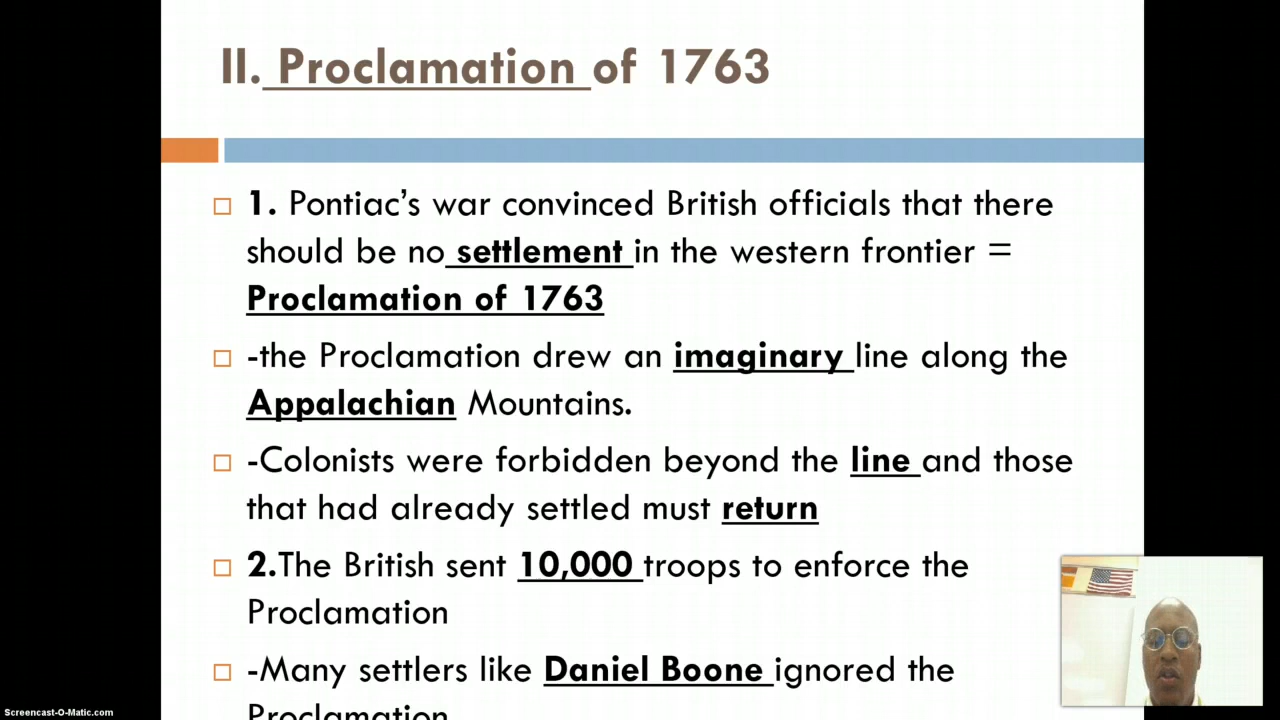 II. Proclamation of 1763
1. Pontiac’s war convinced British officials that there
should be no settlement in the western frontier =
Proclamation of 1763
-the Proclamation drew an imaginary line along the
Appalachian Mountains.
-Colonists were forbidden beyond the line and those
that had already settled must return
2.The British sent 10,000 troops to enforce the
Proclamation
-Many settlers like Daniel Boone ignored the
Proclamation
Screencast-O-Matic.com